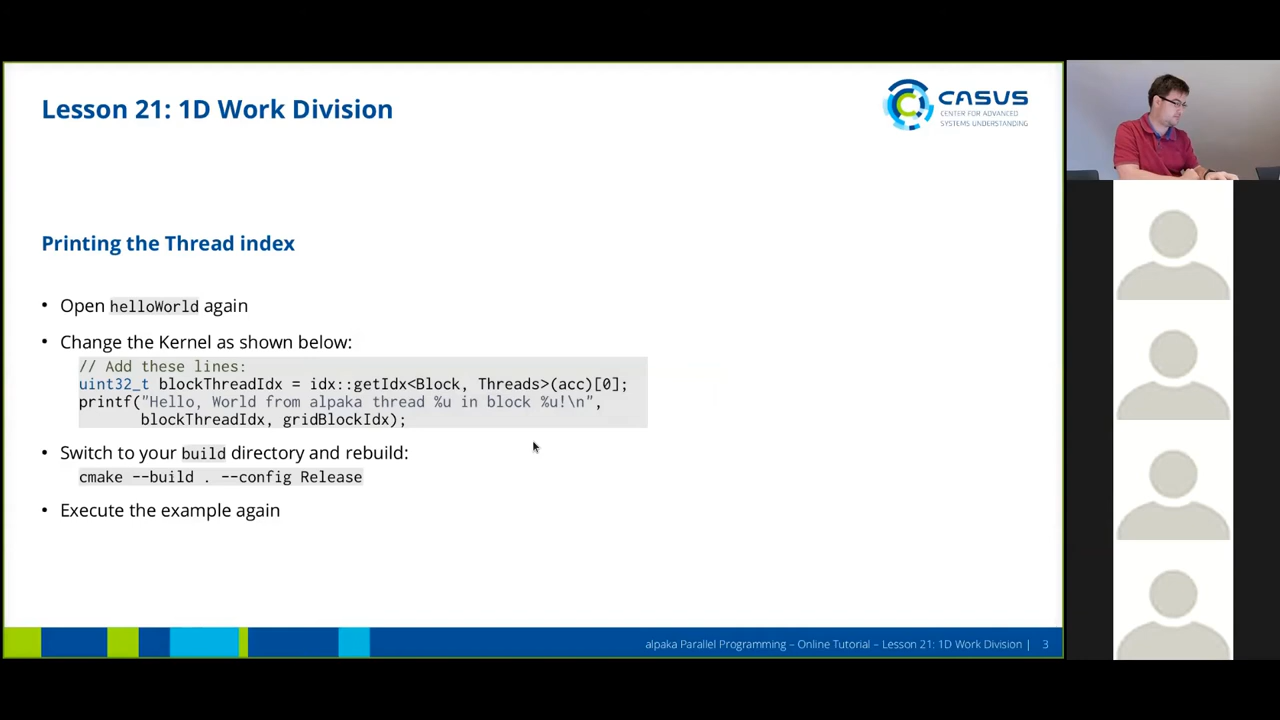 Lesson 21: 1D Work Division
CASUS
CENTER FOR ADVANCED
SYSTEMS UNDERSTANDING
Printing the Thread index
• Open helloWorld again
• Change the Kernel as shown below:
// Add these lines:
uint32_t blockThreadIdx = idx::getIdx<Block, Threads>(acc)[0];
printf("Hello, World from alpaka thread %u in block %u!\n",
blockThreadIdx, gridBlockIdx);
• Switch to your build directory and rebuild:
cmake --build . --config Release
• Execute the example again
alpaka Parallel Programming – Online Tutorial – Lesson 21: 1D Work Division | 3